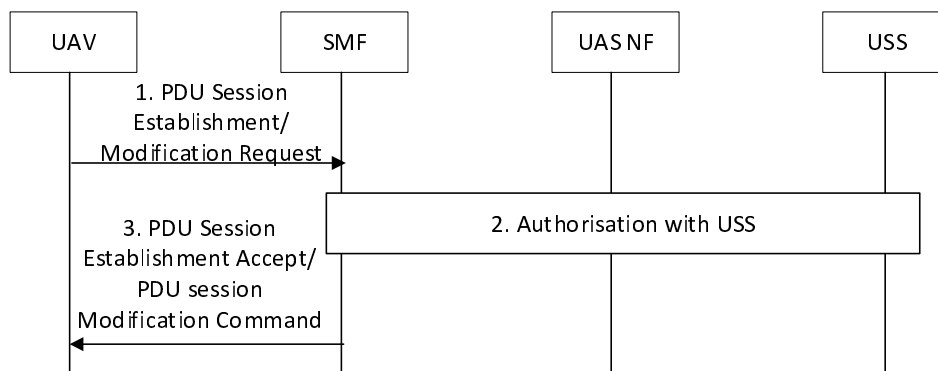 UAV
SMF
UAS NF
USS
1. PDU Session
Establishment/
Modification Request
2. Authorisation with USS
3. PDU Session
Establishment Accept/
PDU session
Modification Command